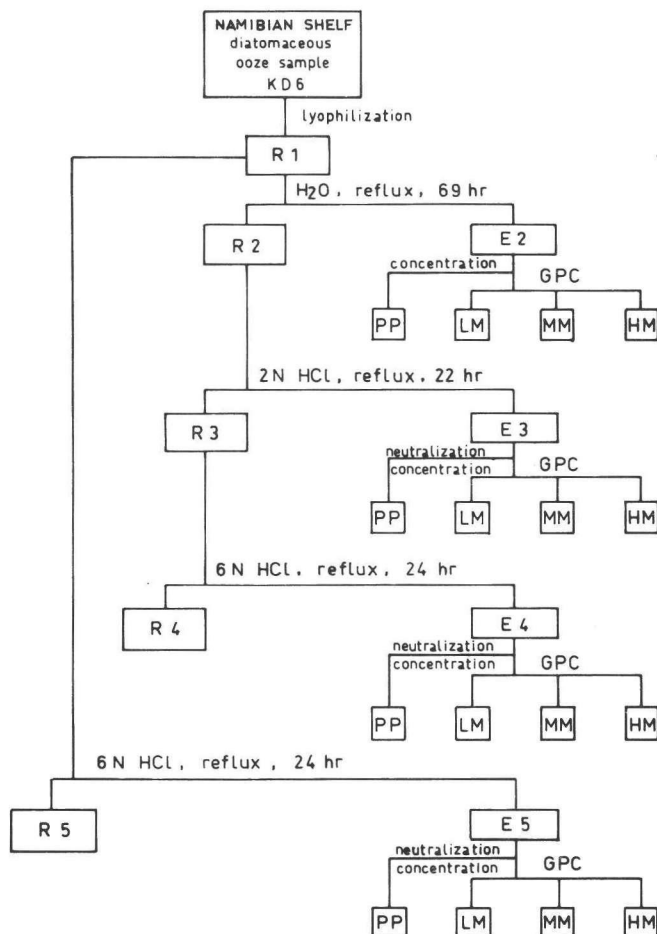 NAMIBIAN SHELF
diatomaceous
ooze sample
KD6
lyophilization
R 1
H2O, reflux, 69 hr
R 2
E 2
concentration
GPC
PP
LM
MM
HM
2N HCl, reflux, 22 hr
R 3
E 3
neutralization
concentration
GPC
PP
LM
MM
HM
6N HCl, reflux, 24 hr
R 4
E 4
neutralization
concentration
GPC
PP
LM
MM
HM
6N HCl, reflux, 24 hr
R 5
E 5
neutralization
concentration
GPC
PP
LM
MM
HM